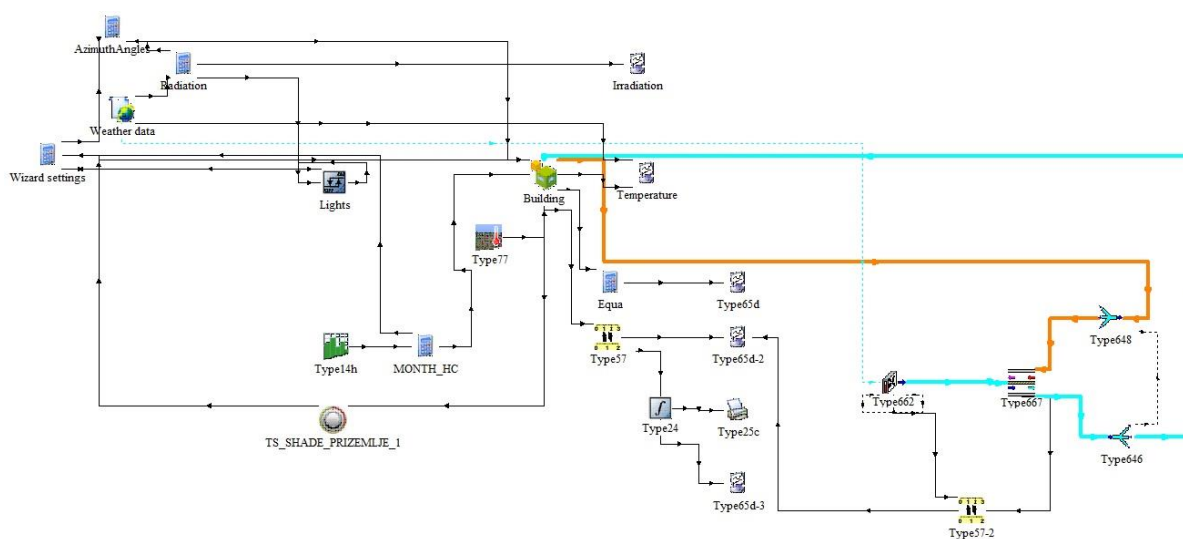 AzimuthAngles
Radiation
Irradiation
Weather data
Wizard settings
Lights
Building
Temperature
Type77
Equa
Type65d
Type648
Type14h
MONTH_HC
Type57
Type65d-2
Type662
Type667
TS_SHADE_PRIZEMLJE_1
Type24
Type25c
Type646
Type65d-3
Type57-2